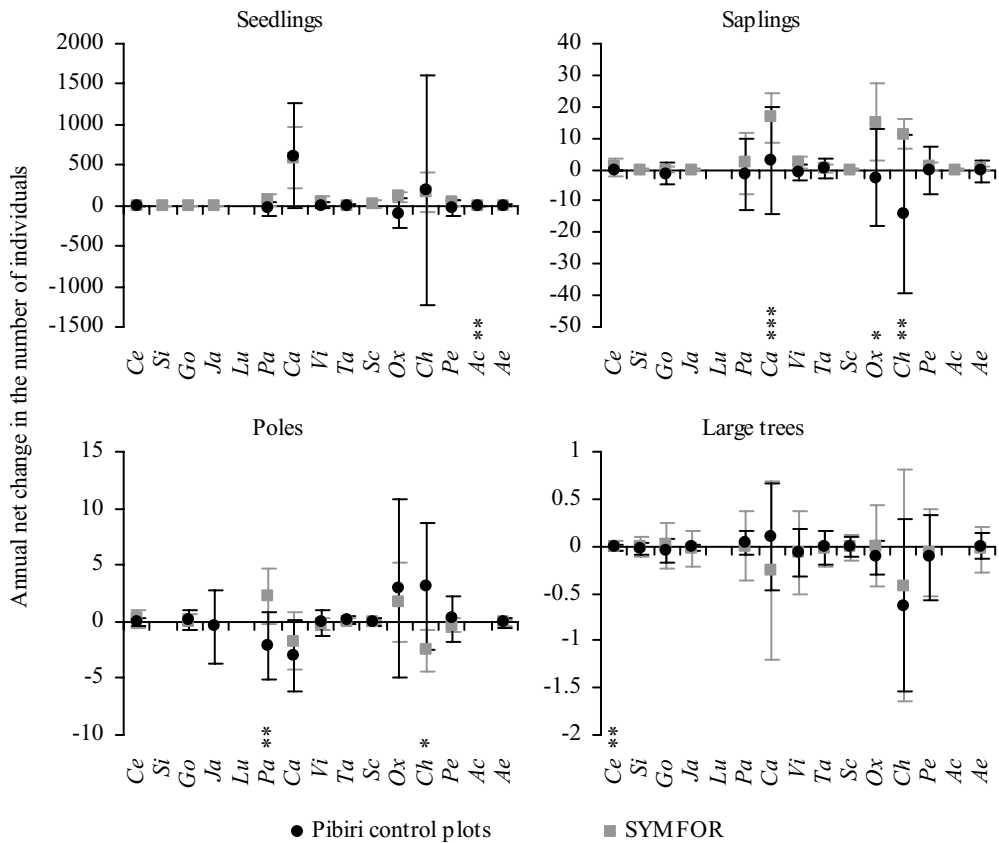 Seedlings
2000
1500
1000
500
0
-500
-1000
-1500
**
Ce Si Go Ja Lu Pa Ca Vi Ta Sc Ox Ch Pe Ac Ae
Saplings
40
30
20
10
0
-10
-20
-30
-40
-50
*** * **
Ce Si Go Ja Lu Pa Ca Vi Ta Sc Ox Ch Pe Ac Ae
Annual net change in the number of individuals
Poles
15
10
5
0
-5
-10
** *
Ce Si Go Ja Lu Pa Ca Vi Ta Sc Ox Ch Pe Ac Ae
Large trees
1
0.5
0
-0.5
-1
-1.5
-2
**
Ce Si Go Ja Lu Pa Ca Vi Ta Sc Ox Ch Pe Ac Ae
Pibiri control plots
SYMFOR